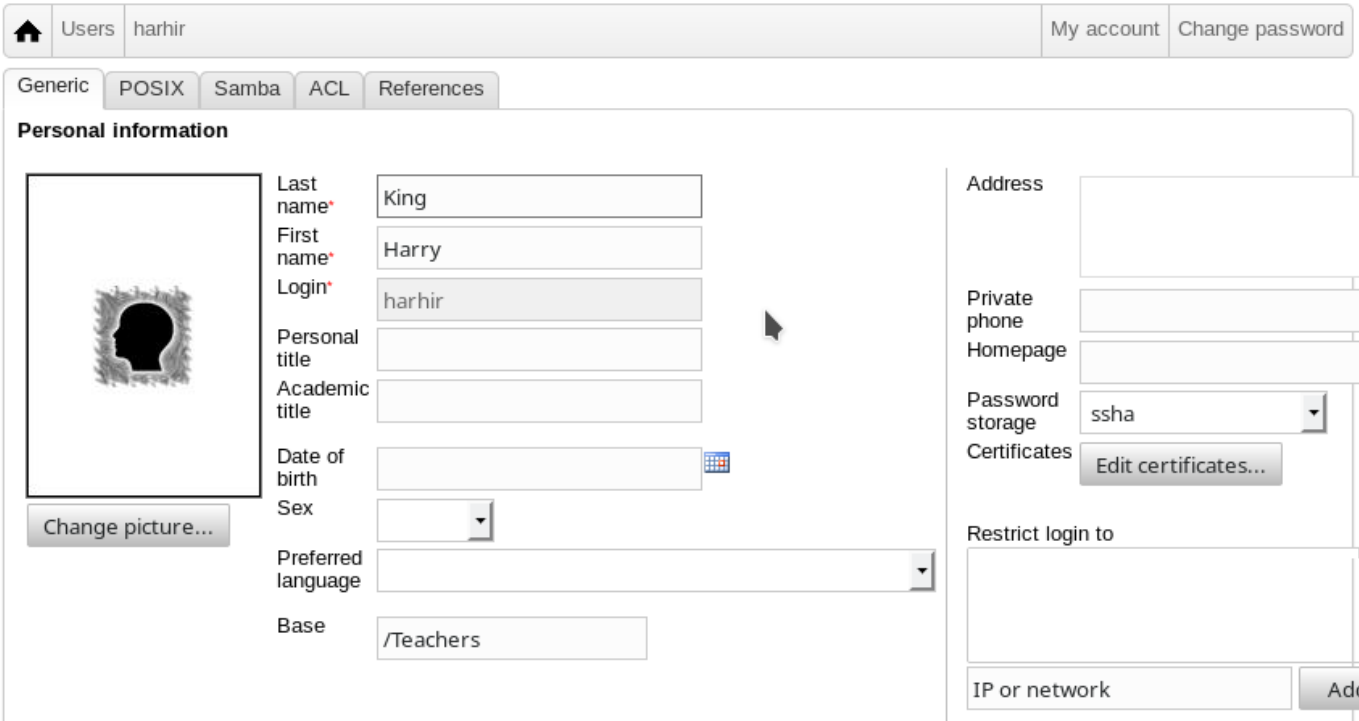 Users harhir My account Change password
Generic POSIX Samba ACL References
Personal information
Last
name*
King
First
name*
Harry
Login*
harhir
Personal
title
Academic
title
Date of
birth
Sex
Change picture...
Preferred
language
Base
/Teachers
Address
Private
phone
Homepage
Password
storage
ssha
Certificates
Edit certificates...
Restrict login to
IP or network